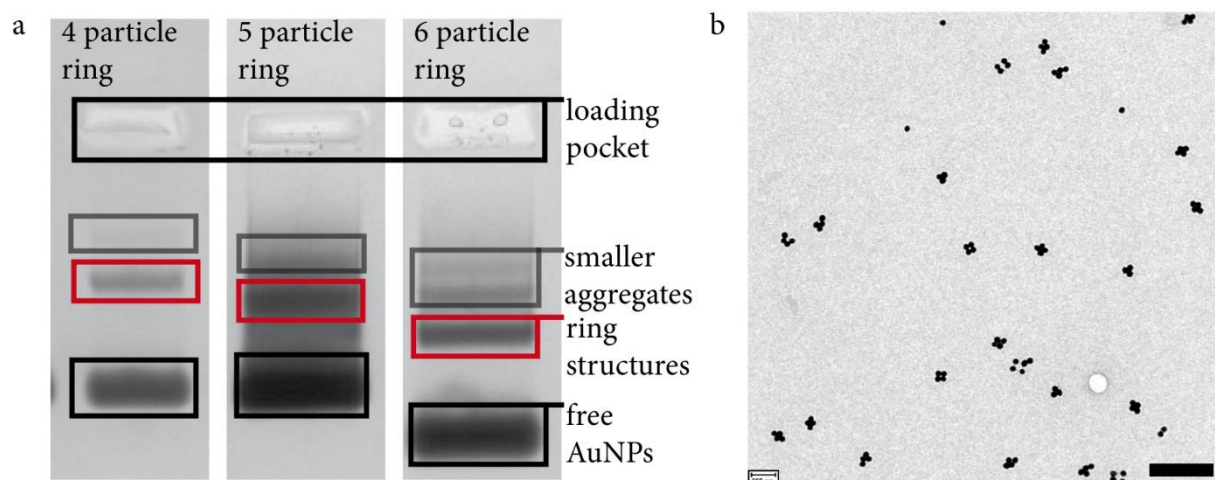 a
4 particle
ring
5 particle
ring
6 particle
ring
loading
pocket
smaller
aggregates
ring
structures
free
AuNPs
b